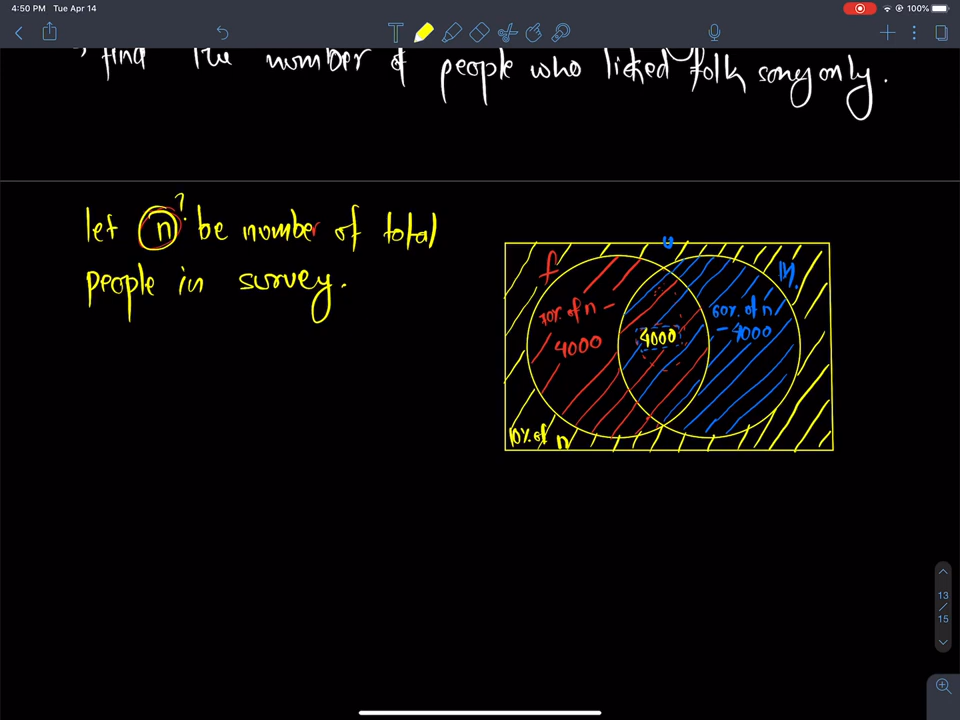 4:50 PM Tue Apr 14
100%
find the number of people who licked folk song only.
let n ? be number of total
people in survey.
U
f
M.
70% of n –
4000
4000
60% of n
– 4000
10% of n
13
/
15